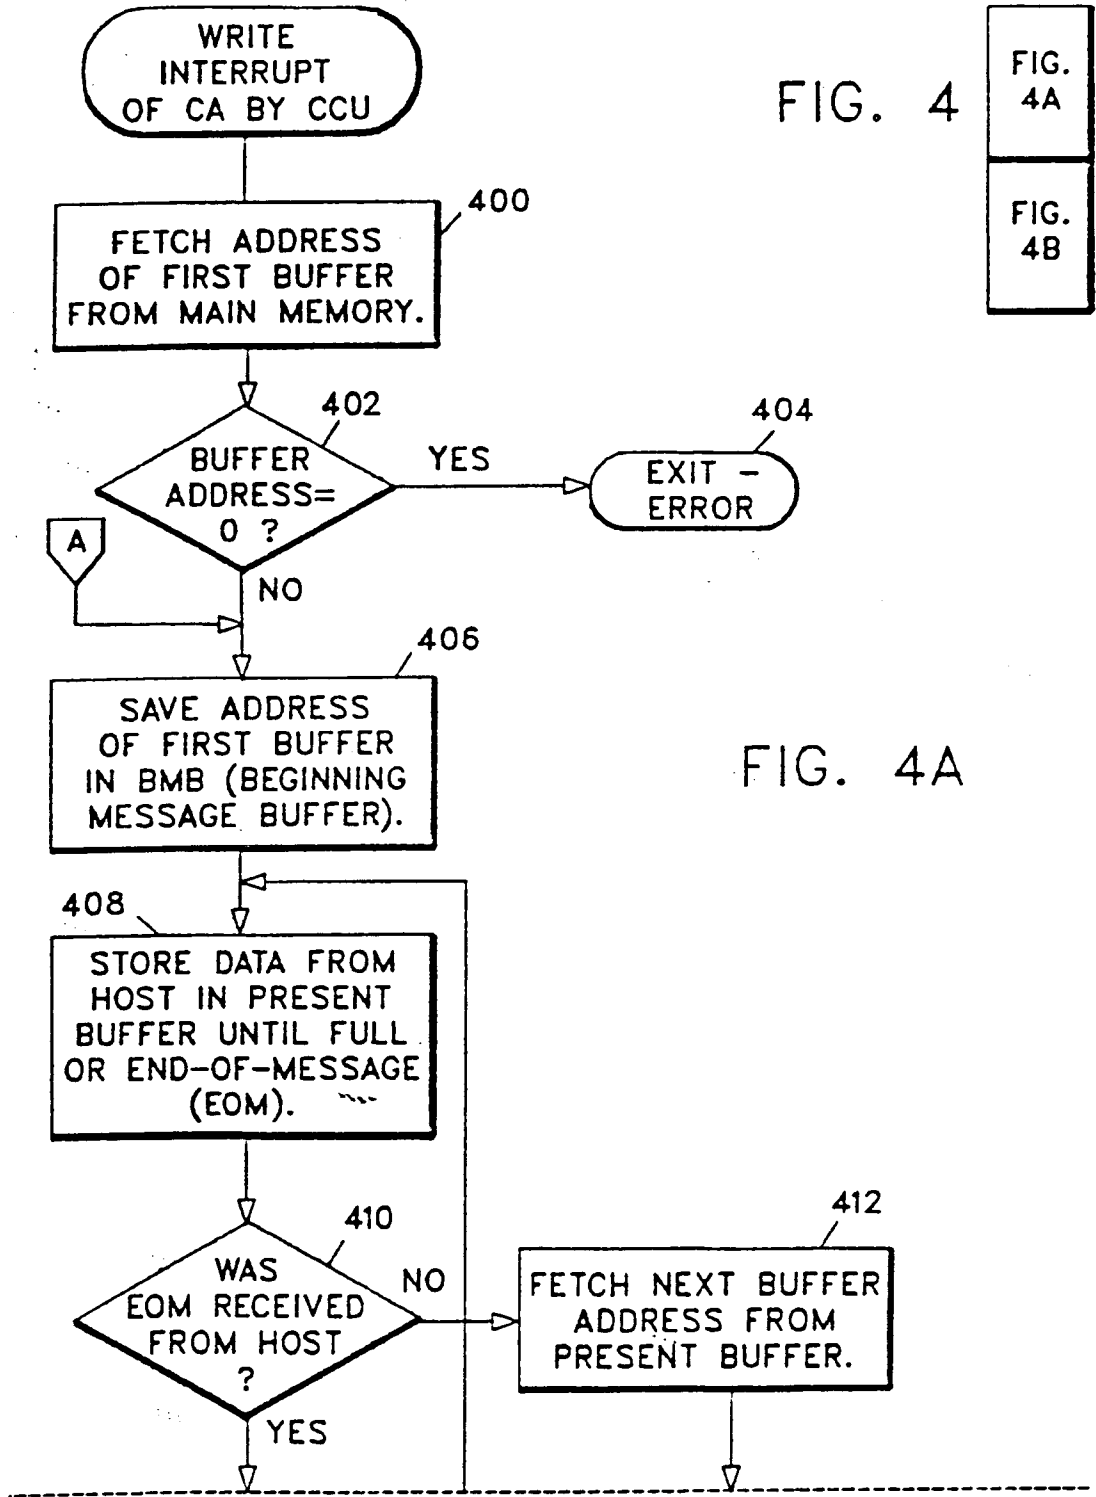 WRITE
INTERRUPT
OF CA BY CCU
FIG. 4
FIG.
4A
FIG.
4B
400
FETCH ADDRESS
OF FIRST BUFFER
FROM MAIN MEMORY.
402
BUFFER
ADDRESS=
0 ?
YES
404
EXIT -
ERROR
A
NO
406
SAVE ADDRESS
OF FIRST BUFFER
IN BMB (BEGINNING
MESSAGE BUFFER).
FIG. 4A
408
STORE DATA FROM
HOST IN PRESENT
BUFFER UNTIL FULL
OR END-OF-MESSAGE
(EOM).
410
WAS
EOM RECEIVED
FROM HOST
?
NO
412
FETCH NEXT BUFFER
ADDRESS FROM
PRESENT BUFFER.
YES